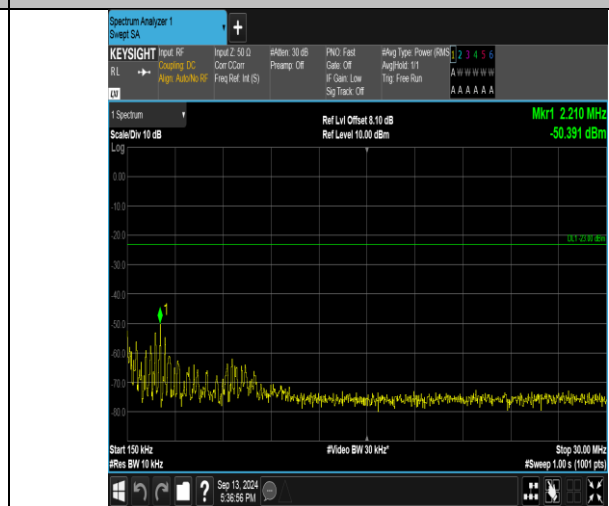 Spectrum Analyzer 1
Swept SA
+
KEYSIGHT
RL
Input: RF
Coupling: DC
Align: Auto/No RF
Input Z: 50 Ω
Corr CCorr
Freq Ref: Int (S)
#Atten: 30 dB
Preamp: Off
PNO: Fast
Gate: Off
IF Gain: Low
Sig Track: Off
#Avg Type: Power (RMS
Avg|Hold: 1/1
Trig: Free Run
1 2 3 4 5 6
A W W W W W
A A A A A A
1 Spectrum
Scale/Div 10 dB
Ref Lvl Offset 8.10 dB
Ref Level 10.00 dBm
Mkr1 2.210 MHz
-50.391 dBm
Log
0.00
-10.0
-20.0
DL1 -23.00 dBm
-30.0
-40.0
1
-50.0
-60.0
-70.0
-80.0
Start 150 kHz
#Res BW 10 kHz
#Video BW 30 kHz*
Stop 30.00 MHz
#Sweep 1.00 s (1001 pts)
?
Sep 13, 2024
5:36:56 PM